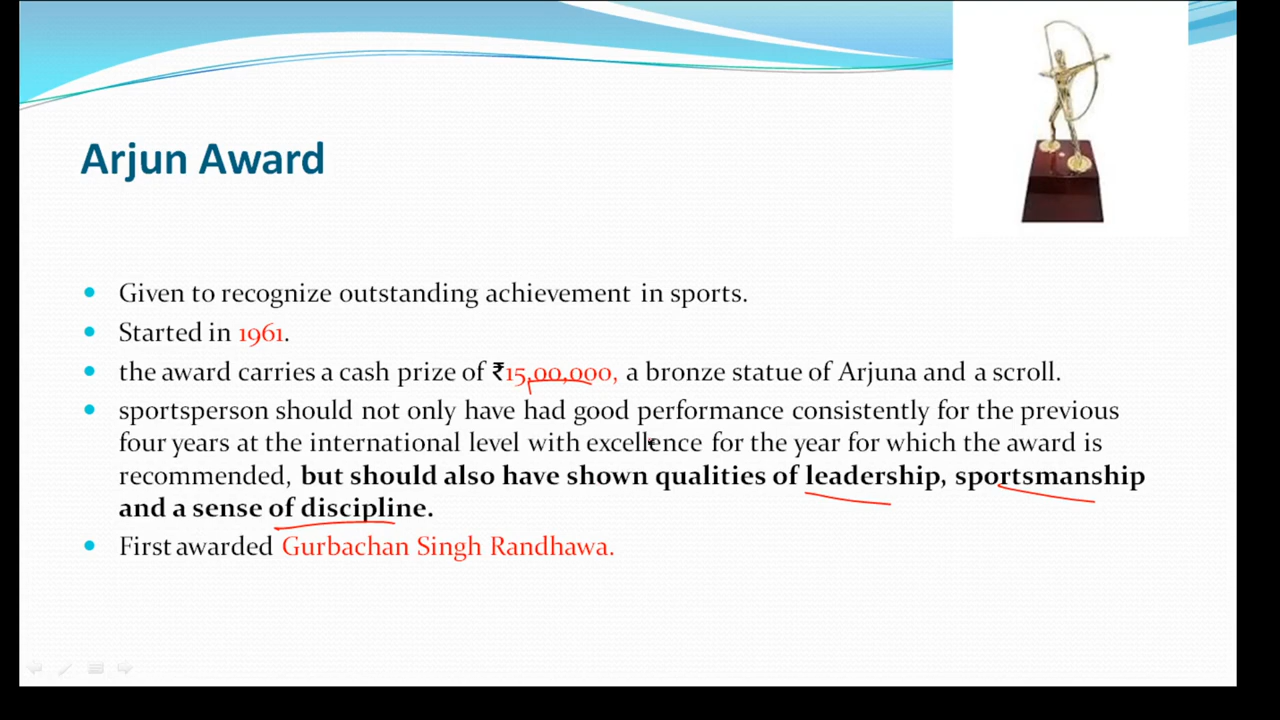 Arjun Award
Given to recognize outstanding achievement in sports.
Started in 1961.
the award carries a cash prize of ₹15,00,000, a bronze statue of Arjuna and a scroll.
sportsperson should not only have had good performance consistently for the previous
four years at the international level with excellence for the year for which the award is
recommended, but should also have shown qualities of leadership, sportsmanship
and a sense of discipline.
First awarded Gurbachan Singh Randhawa.